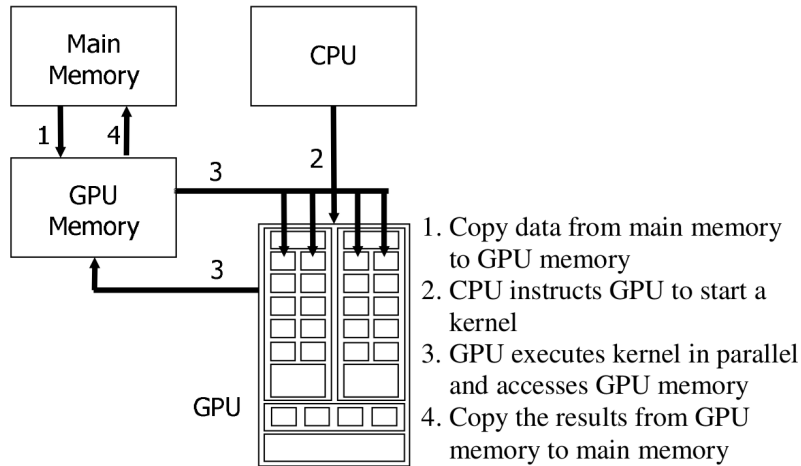 Main
Memory
CPU
1
4
2
3
GPU
Memory
3
GPU
1. Copy data from main memory
to GPU memory
2. CPU instructs GPU to start a
kernel
3. GPU executes kernel in parallel
and accesses GPU memory
4. Copy the results from GPU
memory to main memory